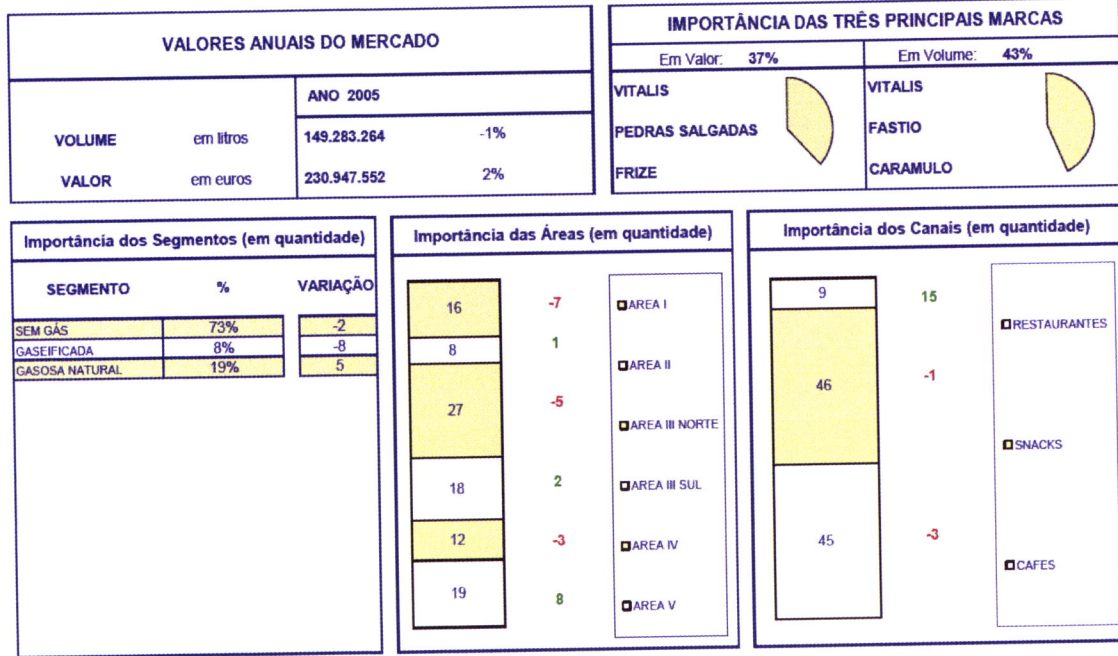 VALORES ANUAIS DO MERCADO
ANO 2005
VOLUME em litros 149.283.264 -1%
VALOR em euros 230.947.552 2%
IMPORTÂNCIA DAS TRÊS PRINCIPAIS MARCAS
Em Valor: 37% Em Volume: 43%
VITALIS VITALIS
PEDRAS SALGADAS FASTIO
FRIZE CARAMULO
Importância dos Segmentos (em quantidade)
SEGMENTO % VARIAÇÃO
SEM GÁS 73% -2
GASEIFICADA 8% -8
GASOSA NATURAL 19% 5
Importância das Áreas (em quantidade)
16 -7 AREA I
8 1 AREA II
27 -5 AREA III NORTE
18 2 AREA III SUL
12 -3 AREA IV
19 8 AREA V
Importância dos Canais (em quantidade)
9 15 RESTAURANTES
46 -1 SNACKS
45 -3 CAFES